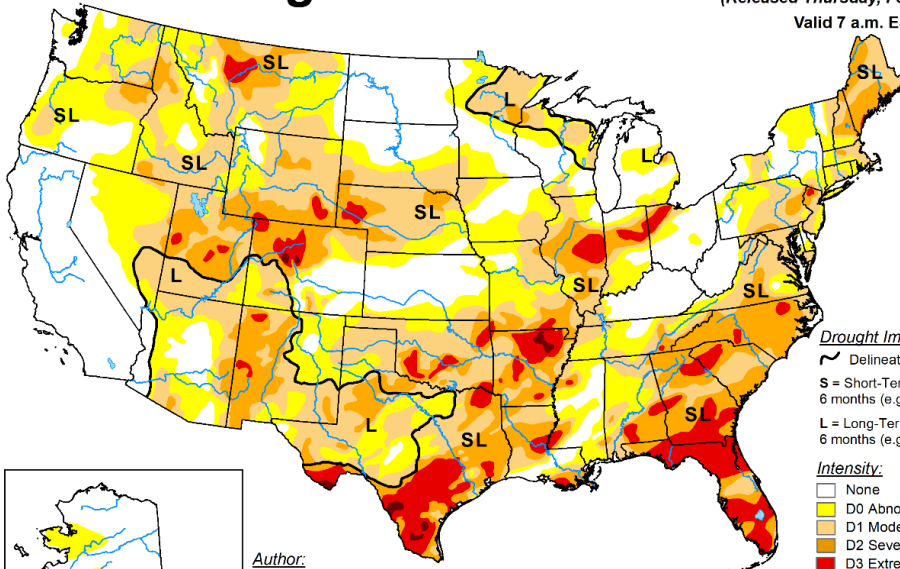 (Released Thursday,
Valid 7 a.m. E
SL
SL
SL
L
L
SL
SL
SL
SL
L
SL
L
SL
Drought Im
Delineat
S = Short-Ter
6 months (e.g
L = Long-Ter
6 months (e.g
Intensity:
None
D0 Abno
D1 Mode
D2 Seve
D3 Extre
Author: